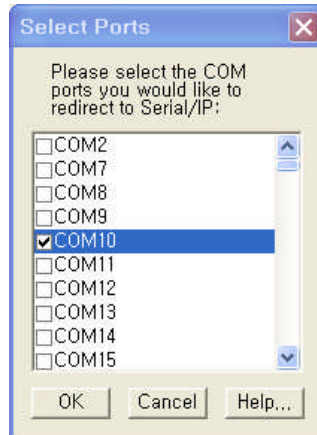 Select Ports
Please select the COM
ports you would like to
redirect to Serial/IP:
COM2
COM7
COM8
COM9
COM10
COM11
COM12
COM13
COM14
COM15
OK Cancel Help...